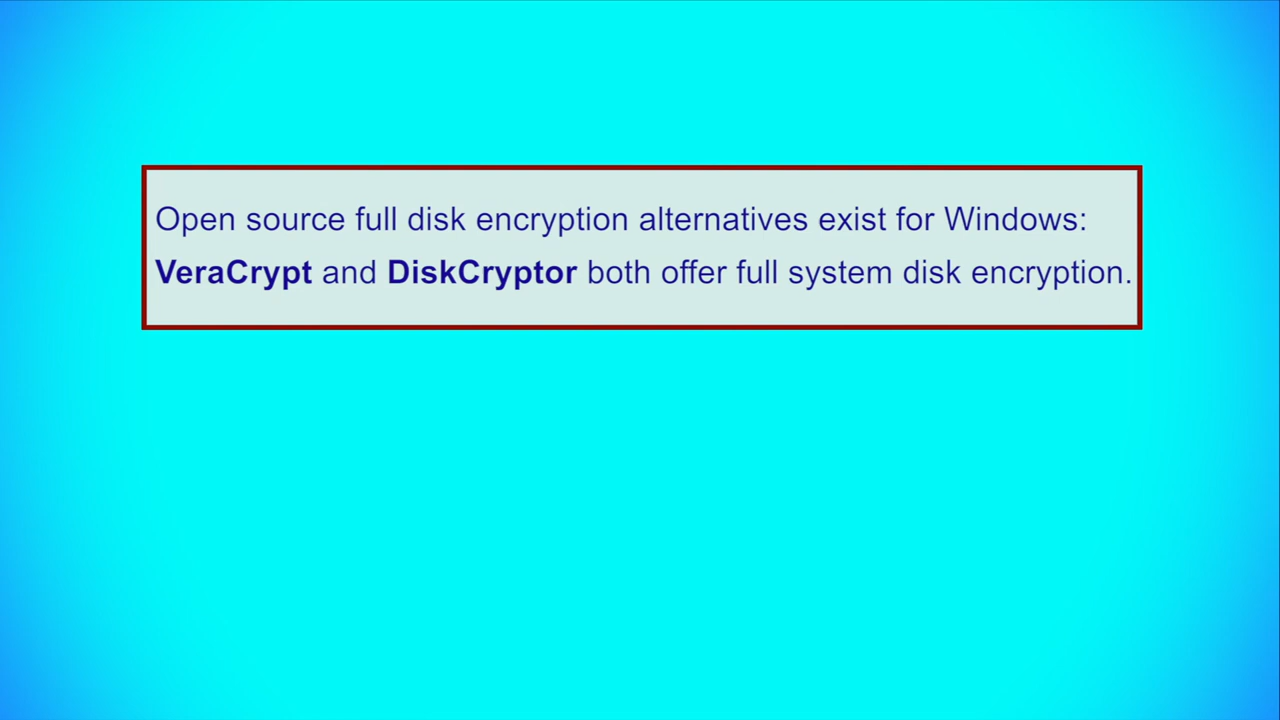 Open source full disk encryption alternatives exist for Windows:
VeraCrypt and DiskCryptor both offer full system disk encryption.